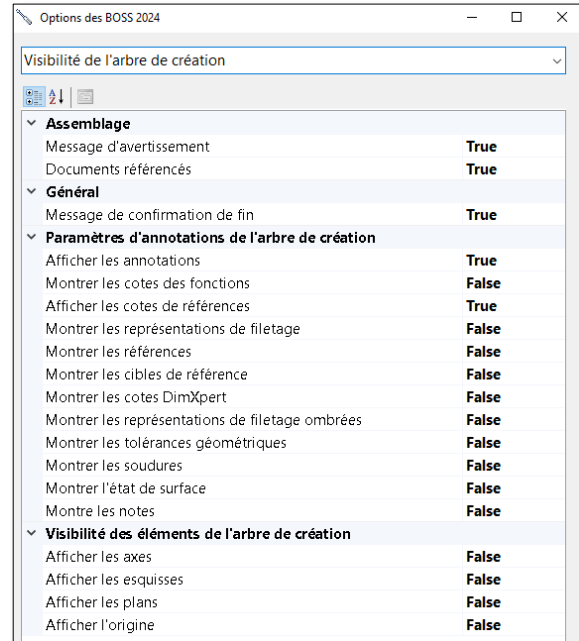 Options des BOSS 2024
Visibilité de l'arbre de création
Assemblage
Message d'avertissement True
Documents référencés True
Général
Message de confirmation de fin True
Paramètres d'annotations de l'arbre de création
Afficher les annotations True
Montrer les cotes des fonctions False
Afficher les cotes de références True
Montrer les représentations de filetage False
Montrer les références False
Montrer les cibles de référence False
Montrer les cotes DimXpert False
Montrer les représentations de filetage ombrées False
Montrer les tolérances géométriques False
Montrer les soudures False
Montrer l'état de surface False
Montre les notes False
Visibilité des éléments de l'arbre de création
Afficher les axes False
Afficher les esquisses False
Afficher les plans False
Afficher l'origine False